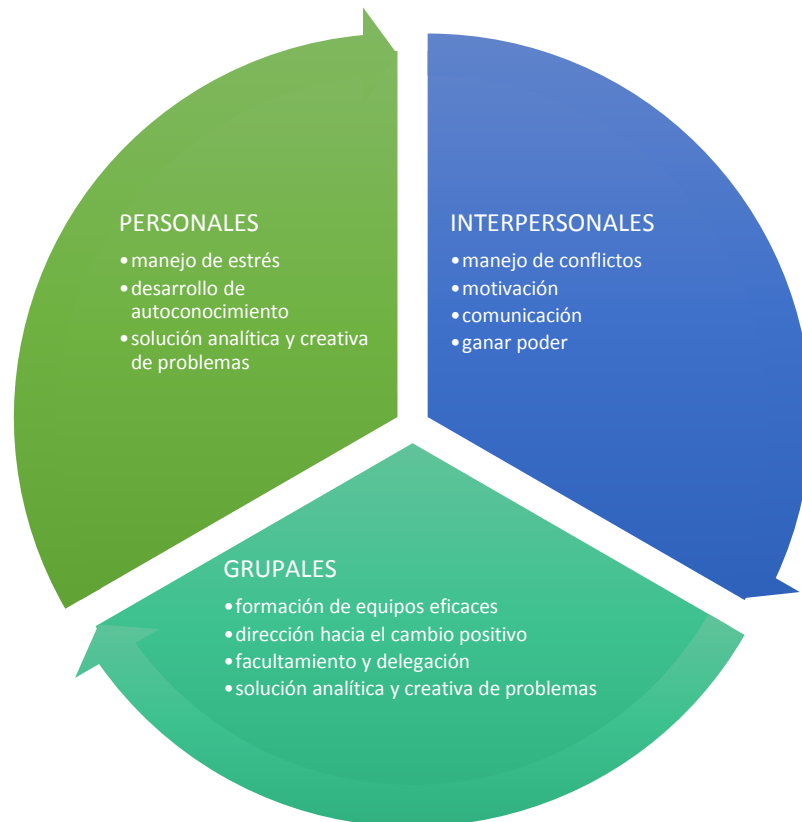 PERSONALES
•manejo de estrés
•desarrollo de
autoconocimiento
•solución analítica y creativa
de problemas
INTERPERSONALES
•manejo de conflictos
•motivación
•comunicación
•ganar poder
GRUPALES
•formación de equipos eficaces
•dirección hacia el cambio positivo
•facultamiento y delegación
•solución analítica y creativa de problemas